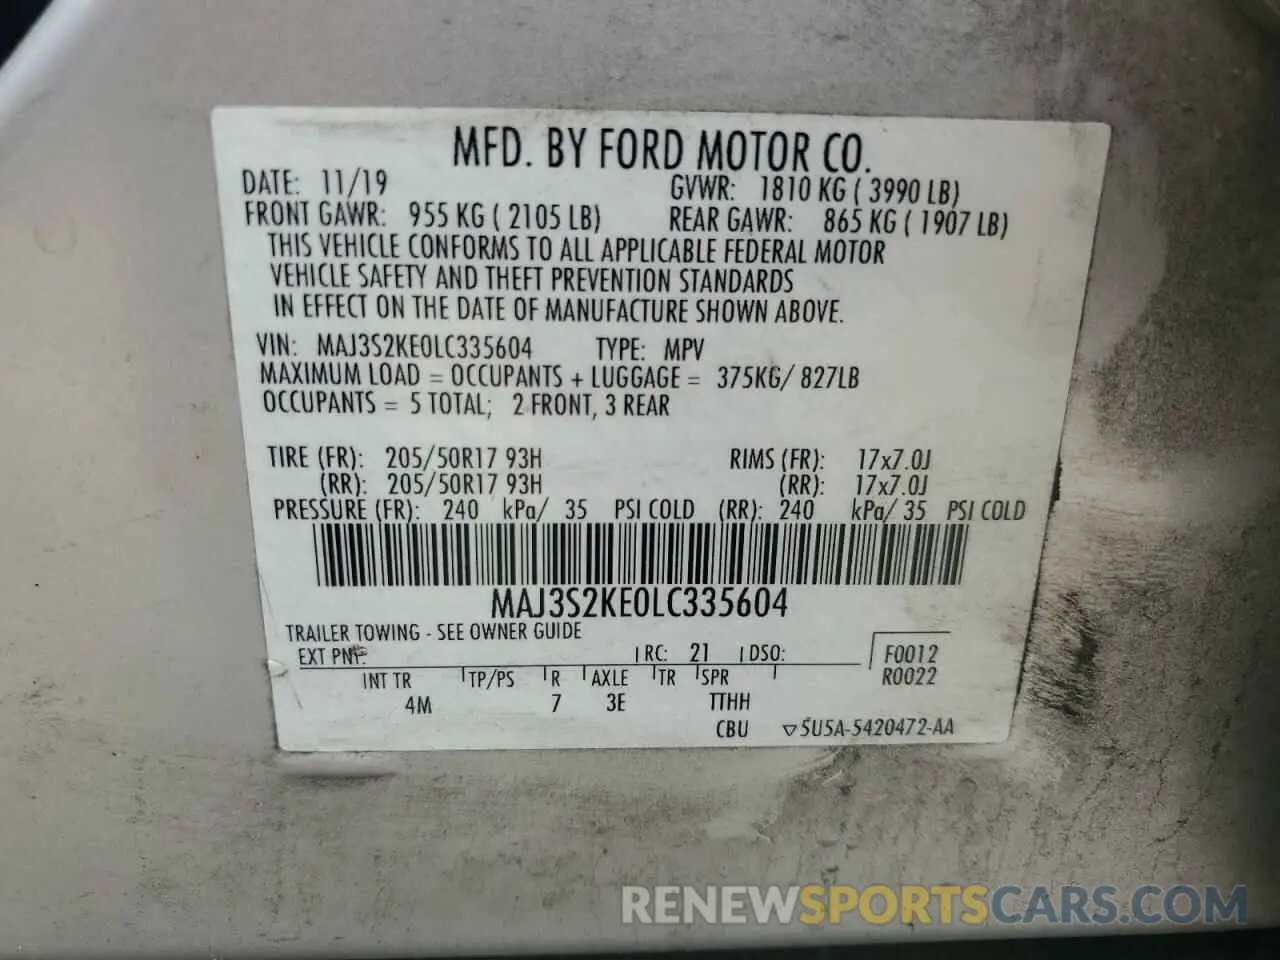 MFD. BY FORD MOTOR CO.
DATE: 11/19 GVWR: 1810 KG ( 3990 LB)
FRONT GAWR: 955 KG ( 2105 LB) REAR GAWR: 865 KG ( 1907 LB)
THIS VEHICLE CONFORMS TO ALL APPLICABLE FEDERAL MOTOR
VEHICLE SAFETY AND THEFT PREVENTION STANDARDS
IN EFFECT ON THE DATE OF MANUFACTURE SHOWN ABOVE.
VIN: MAJ3S2KE0LC335604 TYPE: MPV
MAXIMUM LOAD = OCCUPANTS + LUGGAGE = 375KG/ 827LB
OCCUPANTS = 5 TOTAL; 2 FRONT, 3 REAR
TIRE (FR): 205/50R17 93H RIMS (FR): 17x7.0J
(RR): 205/50R17 93H (RR): 17x7.0J
PRESSURE (FR): 240 kPa/ 35 PSI COLD (RR): 240 kPa/ 35 PSI COLD
MAJ3S2KE0LC335604
TRAILER TOWING - SEE OWNER GUIDE
EXT PNT: RC: 21 DSO: F0012
INT TR TP/PS R AXLE TR SPR R0022
4M 7 3E TTHH
CBU ▽5U5A-5420472-AA
RENEWSPORTSCARS.COM